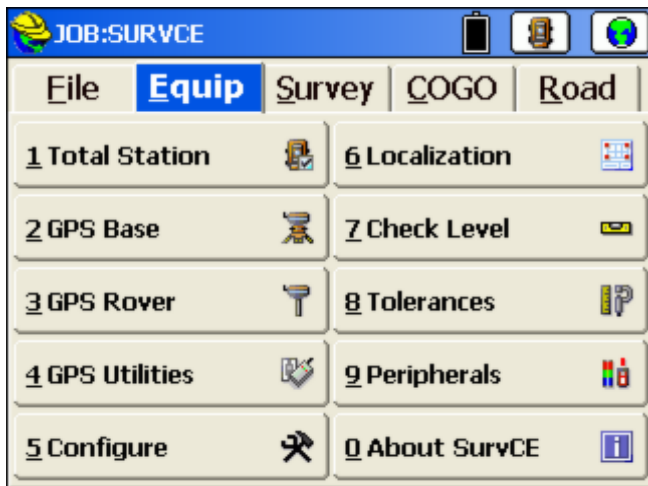 JOB:SURVCE
File Equip Survey COGO Road
1 Total Station
2 GPS Base
3 GPS Rover
4 GPS Utilities
5 Configure
6 Localization
7 Check Level
8 Tolerances
9 Peripherals
0 About SurvCE